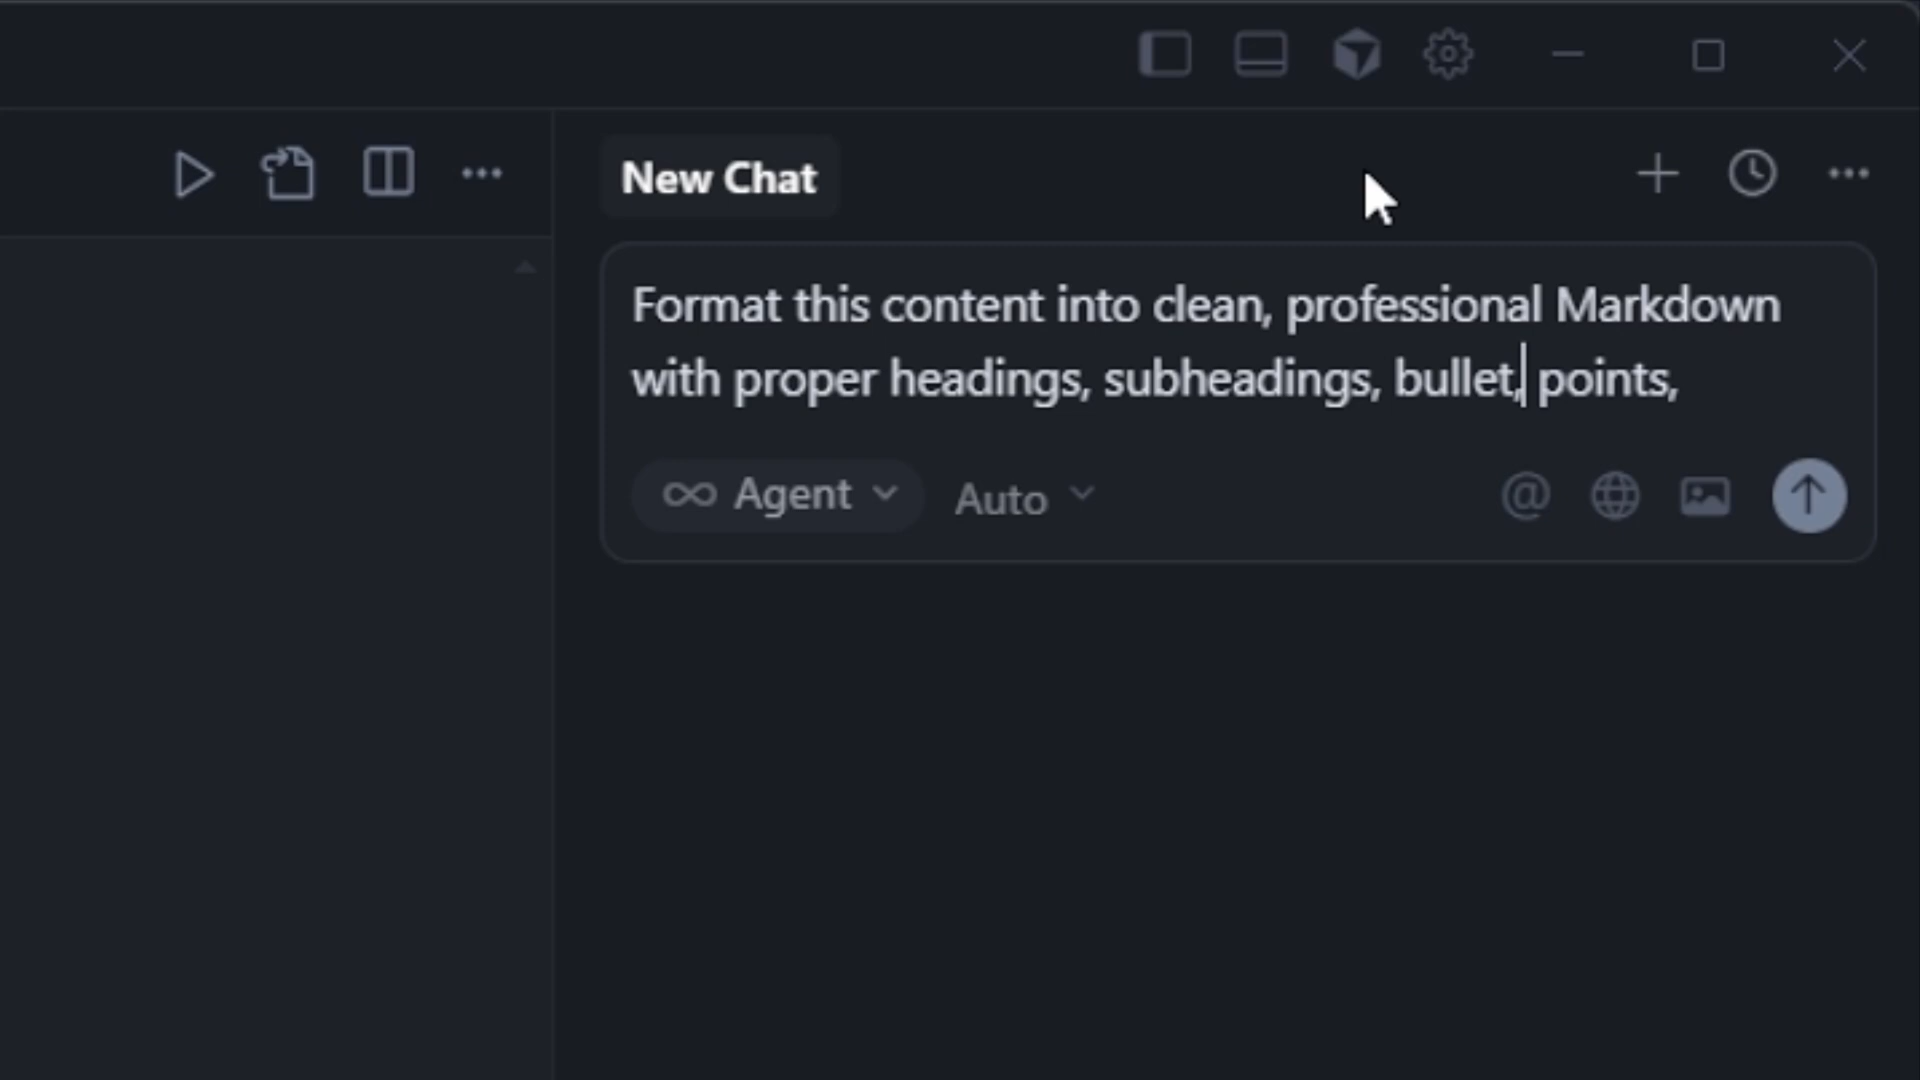 New Chat
Format this content into clean, professional Markdown
with proper headings, subheadings, bullet, points,
Agent
Auto